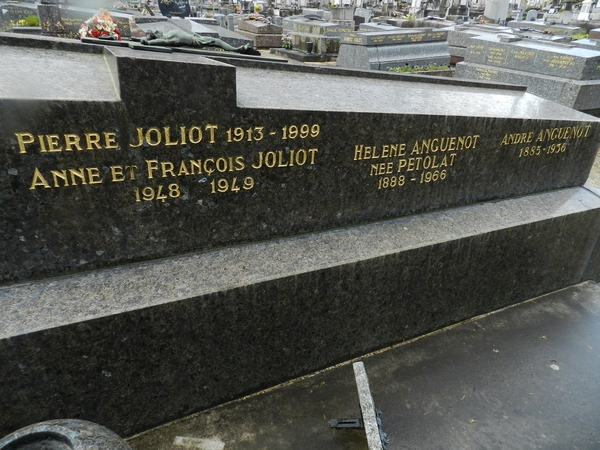 PIERRE JOLIOT 1913 - 1999
ANNE ET FRANÇOIS JOLIOT
1948 1949
HELENE ANGUENOT
NEE PETOLAT
1888 - 1966
ANDRE ANGUENOT
1885 - 1936